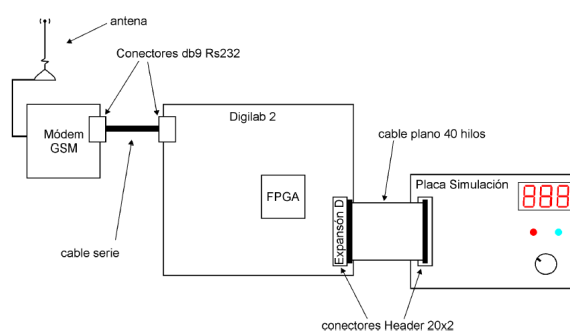 antena
Conectores db9 Rs232
Digilab 2
Módem
GSM
cable plano 40 hilos
Placa Simulación
888
FPGA
Expansón D
cable serie
conectores Header 20x2